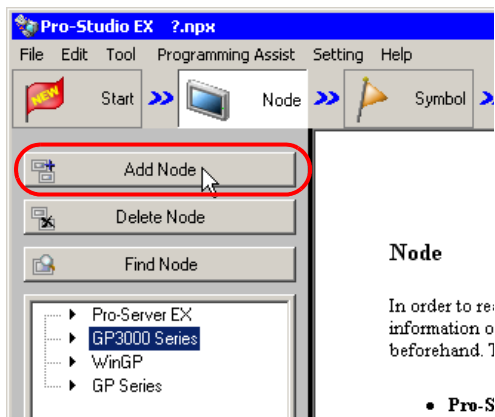 Pro-Studio EX ?.npx
File Edit Tool Programming Assist Setting Help
NEW Start Node Symbol
Add Node
Delete Node
Find Node
Pro-Server EX
GP3000 Series
WinGP
GP Series
Node
In order to
information
beforehand.
• Pro-S